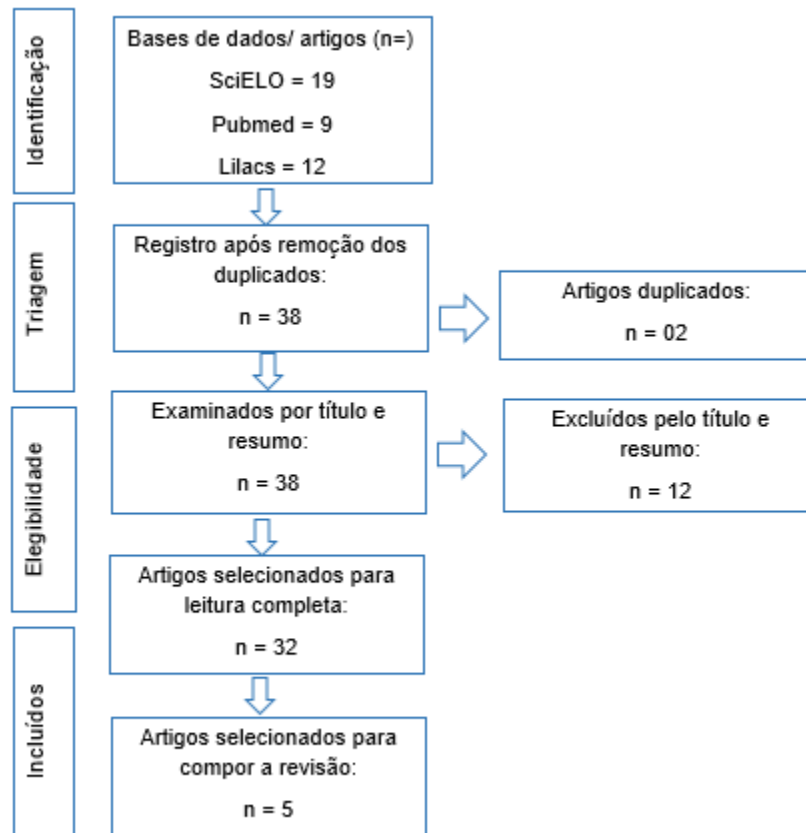 Identificação
Bases de dados/ artigos (n=)
SciELO = 19
Pubmed = 9
Lilacs = 12
Triagem
Registro após remoção dos
duplicados:
n = 38
Artigos duplicados:
n = 02
Elegibilidade
Examinados por título e
resumo:
n = 38
Excluídos pelo título e
resumo:
n = 12
Artigos selecionados para
leitura completa:
n = 32
Incluídos
Artigos selecionados para
compor a revisão:
n = 5